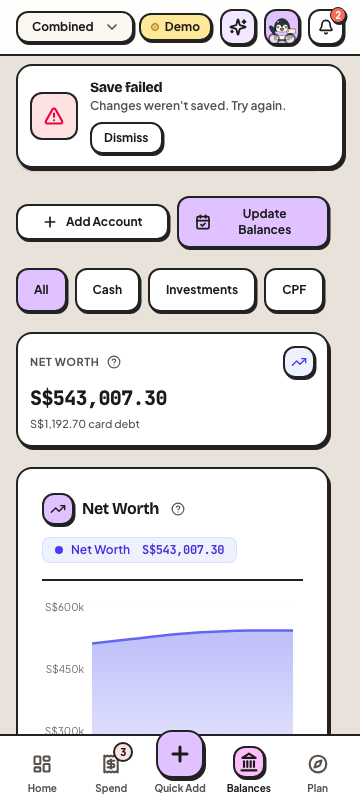 Combined
Demo
2
Save failed
Changes weren't saved. Try again.
Dismiss
Add Account
Update
Balances
All
Cash
Investments
CPF
NET WORTH
S$543,007.30
S$1,192.70 card debt
Net Worth
Net Worth S$543,007.30
S$600k
S$450k
S$300k
3
Home
Spend
Quick Add
Balances
Plan